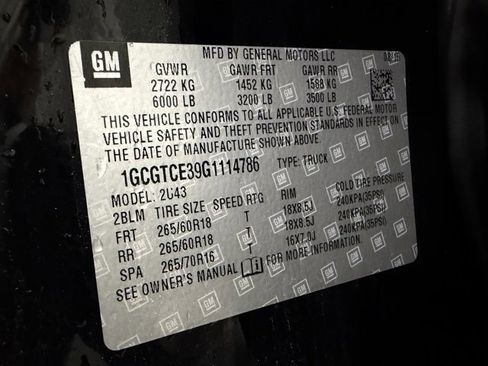 GM
MFD BY GENERAL MOTORS LLC
GVWR GAWR FRT GAWR RR
2722 KG 1452 KG 1588 KG
6000 LB 3200 LB 3500 LB
THIS VEHICLE CONFORMS TO ALL APPLICABLE U.S. FEDERAL MOTOR
VEHICLE SAFETY AND THEFT PREVENTION STANDARDS IN EFFECT ON
THE DATE OF MANUFACTURE SHOWN ABOVE.
1GCGTCE39G1114786 TYPE: TRUCK
MODEL: 2U43
2BLM TIRE SIZE SPEED RTG RIM COLD TIRE PRESSURE
FRT 265/60R18 T 18X8.5J 240KPA(35PSI)
RR 265/60R18 T 18X8.5J 240KPA(35PSI)
SPA 265/70R16 T 16X7.0J 240KPA(35PSI)
SEE OWNER'S MANUAL